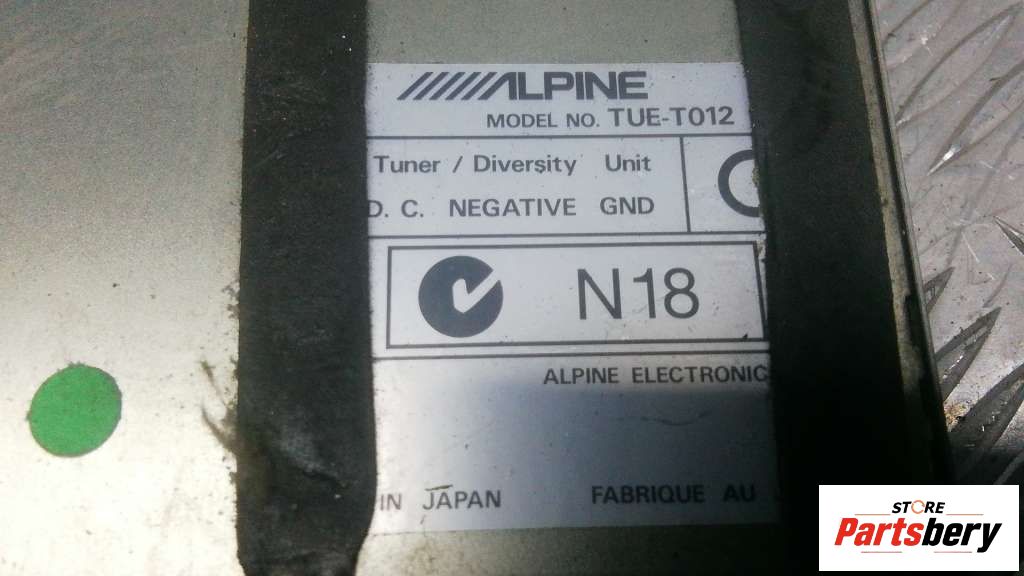 ALPINE
MODEL NO. TUE-T012
Tuner / Diversity Unit
D. C. NEGATIVE GND
N18
ALPINE ELECTRONIC
IN JAPAN FABRIQUE AU
STORE
Partsbery